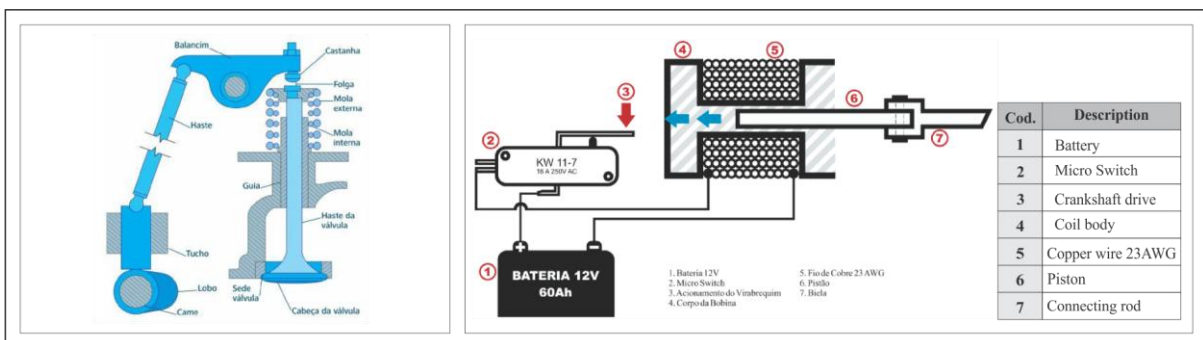 Balancim
Castanha
Folga
Mola
externa
Haste
Mola
interna
Guia
Haste da
válvula
Tucho
Sede
válvula
Lobo
Came
Cabeça da válvula
4
5
3
6
2
KW 11-7
16 A 250V AC
7
+
1
BATERIA 12V
60Ah
1. Bateria 12V
2. Micro Switch
3. Acionamento do Virabrequim
4. Corpo da Bobina
5. Fio de Cobre 23 AWG
6. Pistão
7. Biela
Cod. Description
1 Battery
2 Micro Switch
3 Crankshaft drive
4 Coil body
5 Copper wire 23AWG
6 Piston
7 Connecting rod